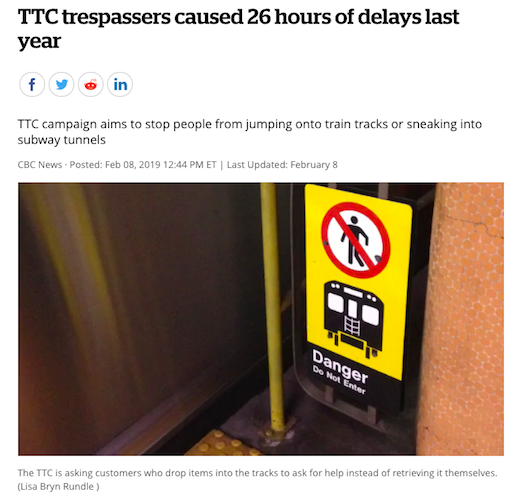 TTC trespassers caused 26 hours of delays last
year
f
in
TTC campaign aims to stop people from jumping onto train tracks or sneaking into
subway tunnels
CBC News · Posted: Feb 08, 2019 12:44 PM ET | Last Updated: February 8
Danger
Do Not Enter
The TTC is asking customers who drop items into the tracks to ask for help instead of retrieving it themselves.
(Lisa Bryn Rundle )